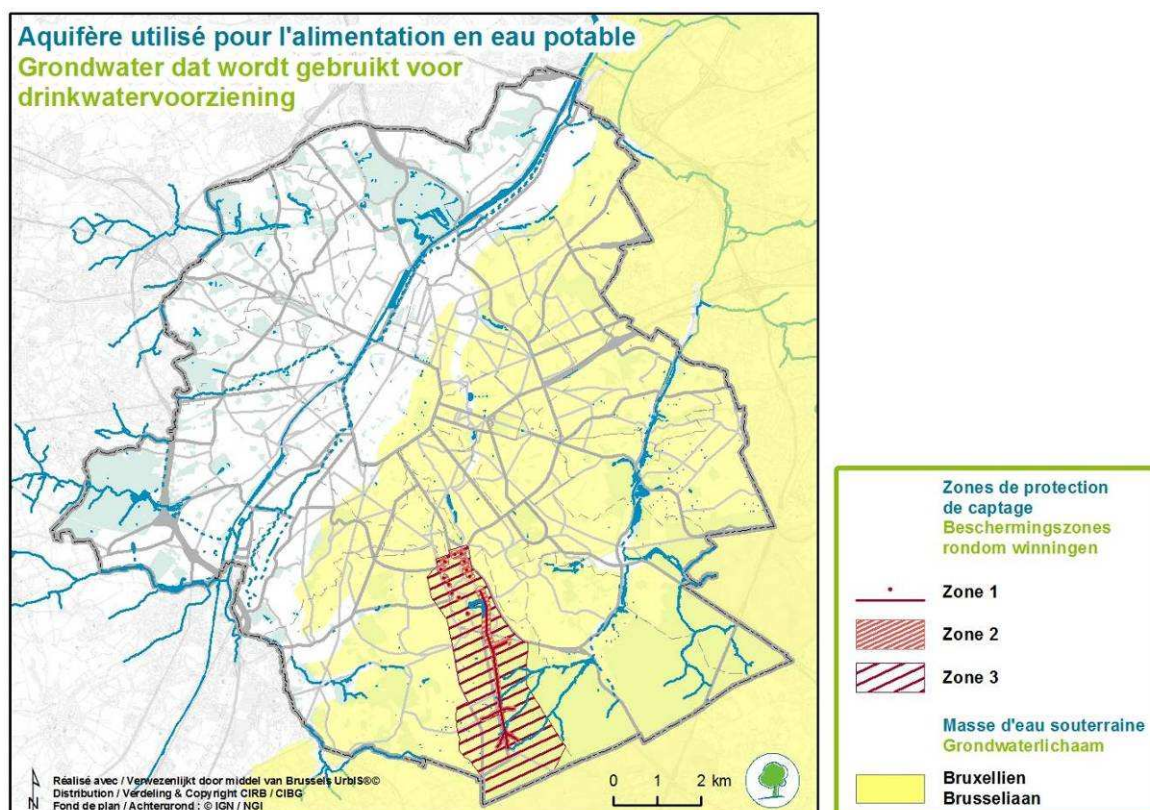 Aquifère utilisé pour l'alimentation en eau potable
Grondwater dat wordt gebruikt voor
drinkwatervoorziening
N
Réalisé avec / Verwezenlijkt door middel van Brussels UrbIS®©
Distribution / Verdeling & Copyright CIRB / CIBG
Fond de plan / Achtergrond : © IGN / NGI
0 1 2 km
Zones de protection
de captage
Beschermingszones
rondom winningen
Zone 1
Zone 2
Zone 3
Masse d'eau souterraine
Grondwaterlichaam
Bruxellien
Brusseliaan